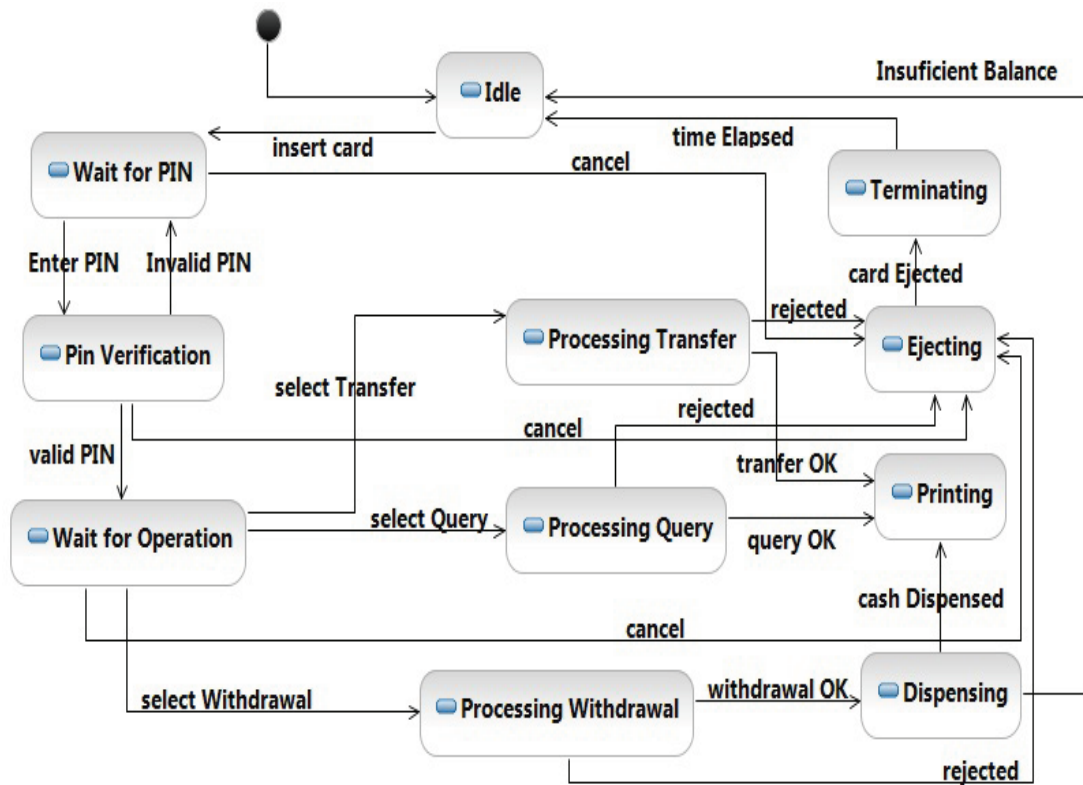 Idle
Insuficient Balance
insert card
time Elapsed
Wait for PIN
cancel
Terminating
Enter PIN
Invalid PIN
card Ejected
Pin Verification
Processing Transfer
rejected
Ejecting
select Transfer
rejected
cancel
valid PIN
tranfer OK
Printing
Wait for Operation
select Query
Processing Query
query OK
cash Dispensed
cancel
select Withdrawal
Processing Withdrawal
withdrawal OK
Dispensing
rejected